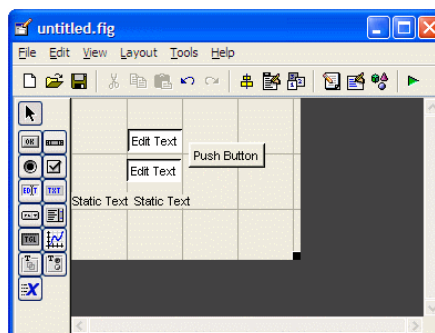 untitled.fig
File Edit View Layout Tools Help
OK
Edit Text
Push Button
EDIT TXT
Edit Text
Static Text Static Text
TGL